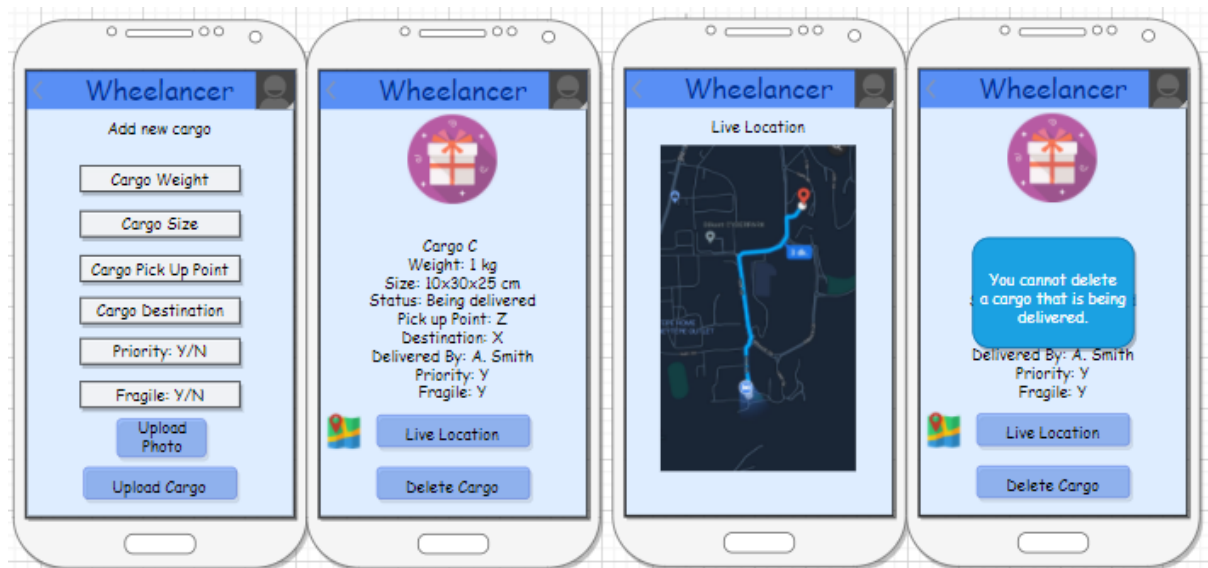 Wheelancer
Add new cargo
Cargo Weight
Cargo Size
Cargo Pick Up Point
Cargo Destination
Priority: Y/N
Fragile: Y/N
Upload
Photo
Upload Cargo
Wheelancer
Cargo C
Weight: 1 kg
Size: 10x30x25 cm
Status: Being delivered
Pick up Point: Z
Destination: X
Delivered By: A. Smith
Priority: Y
Fragile: Y
Live Location
Delete Cargo
Wheelancer
Live Location
Wheelancer
You cannot delete
a cargo that is being
delivered.
Delivered By: A. Smith
Priority: Y
Fragile: Y
Live Location
Delete Cargo